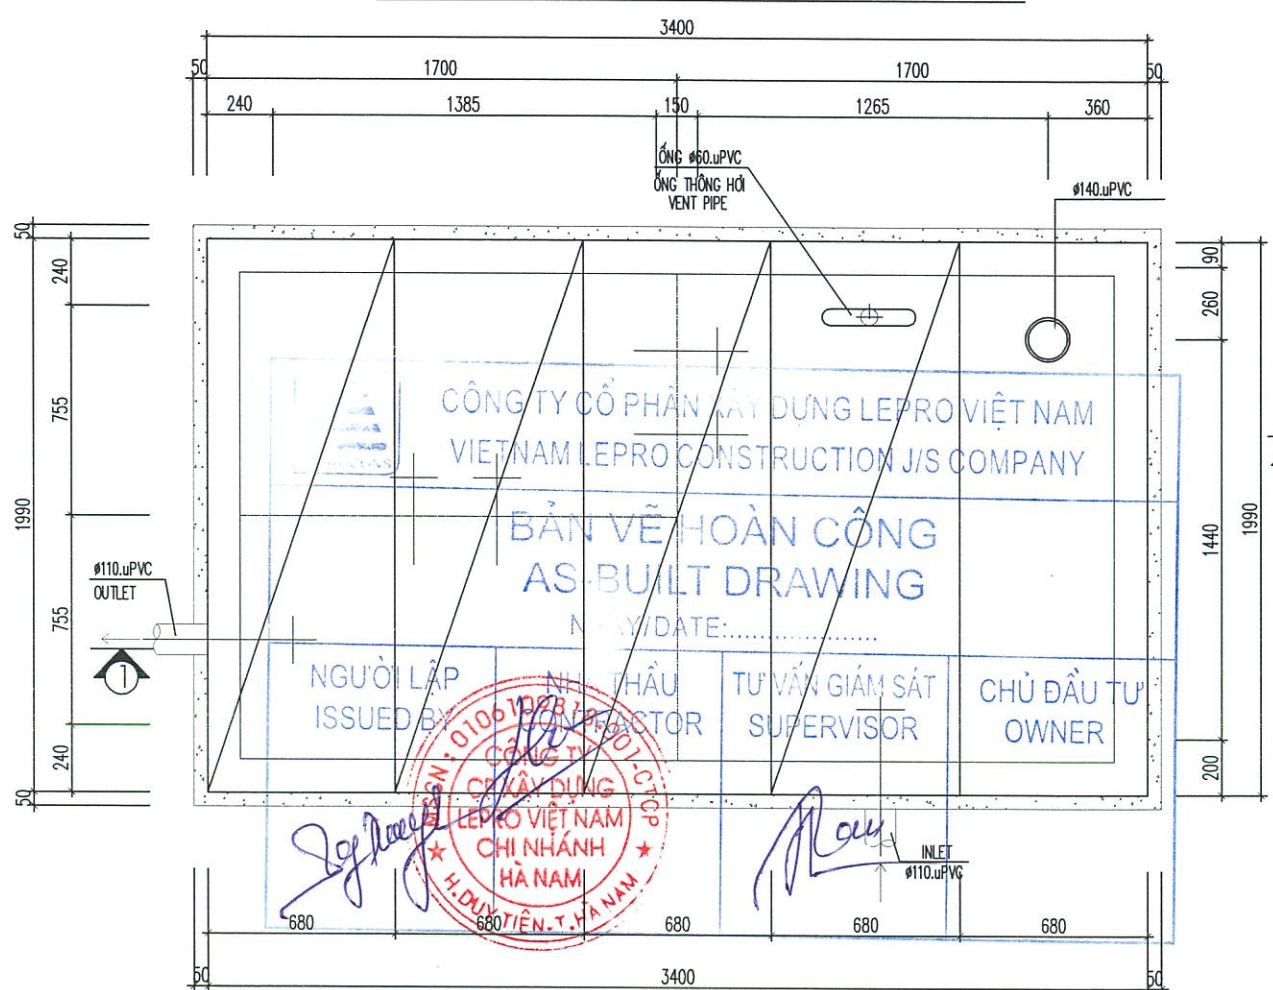 3400
50 1700 1700 50
240 1385 150 1265 360
ỐNG ø60.uPVC
ỐNG THÔNG HƠI
VENT PIPE
ø140.uPVC
50
240
755
1990
755
240
50
90
260
1440
1990
200
ø110.uPVC
OUTLET
1
CÔNG TY CỔ PHẦN XÂY DỰNG LEPRO VIỆT NAM
VIETNAM LEPRO CONSTRUCTION J/S COMPANY
BẢN VẼ HOÀN CÔNG
AS-BUILT DRAWING
NGÀY/DATE:....................
NGƯỜI LẬP
ISSUED BY
NHÀ THẦU
CONTRACTOR
TƯ VẤN GIÁM SÁT
SUPERVISOR
CHỦ ĐẦU TƯ
OWNER
CÔNG TY
CP XÂY DỰNG
LEPRO VIỆT NAM
CHI NHÁNH
HÀ NAM
H.DUY TIÊN.T.HÀ NAM
INLET
ø110.uPVC
680 680 680 680 680
50 3400 50